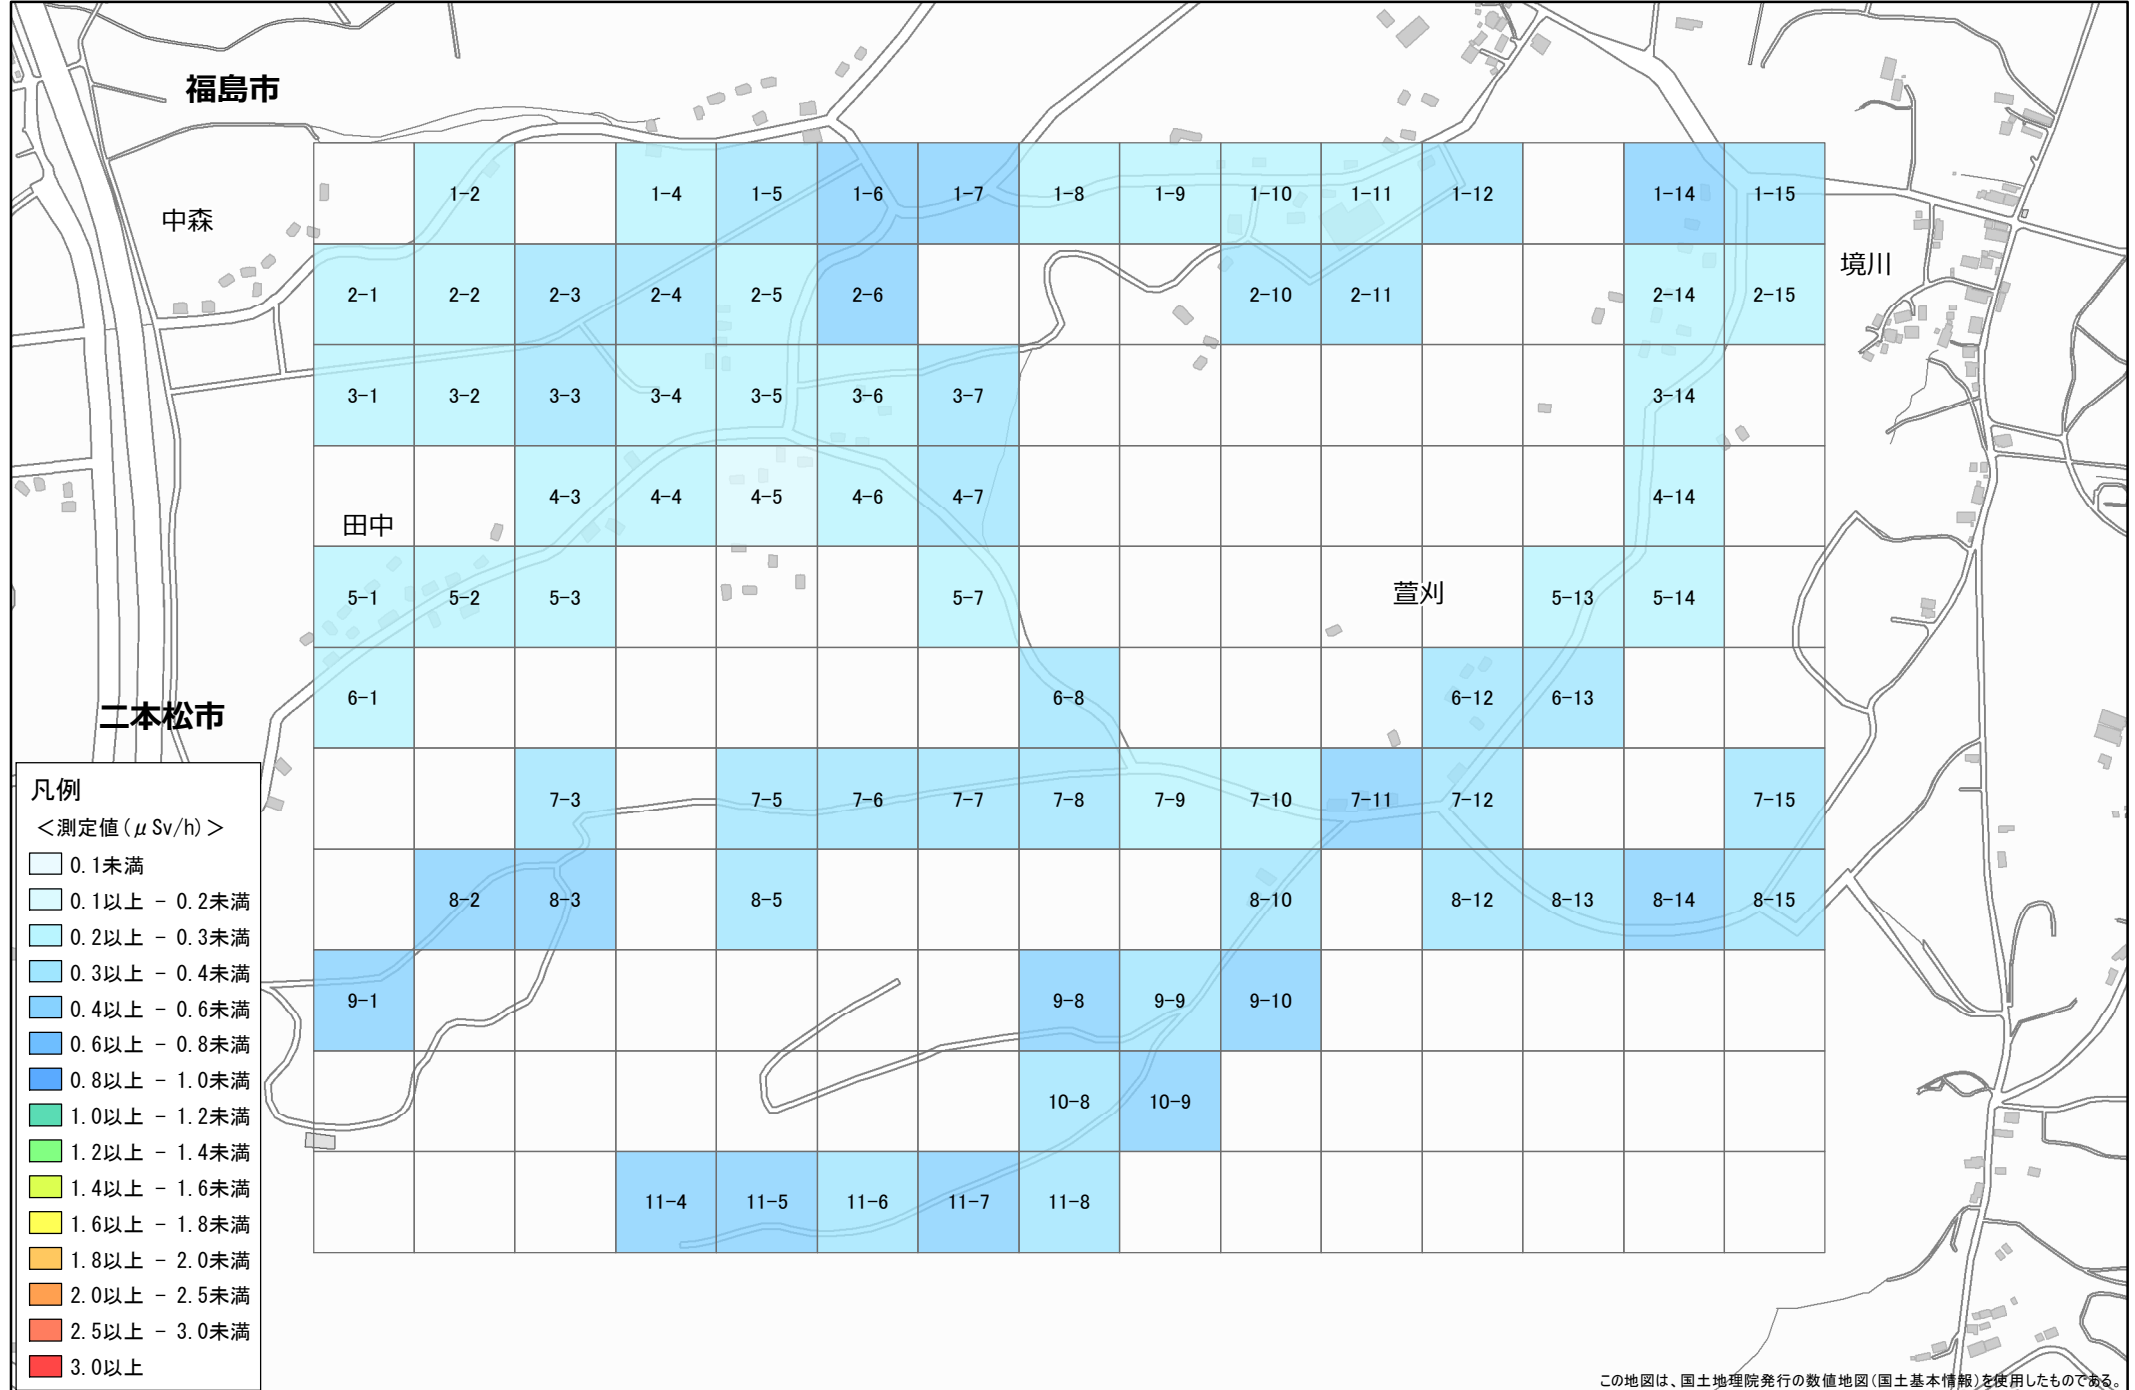 福島市
中森
1-2 1-4 1-5 1-6 1-7 1-8 1-9 1-10 1-11 1-12 1-14 1-15
境川
2-1 2-2 2-3 2-4 2-5 2-6 2-10 2-11 2-14 2-15
3-1 3-2 3-3 3-4 3-5 3-6 3-7 3-14
4-3 4-4 4-5 4-6 4-7 4-14
田中
5-1 5-2 5-3 5-7 5-13 5-14
萱刈
6-1 6-8 6-12 6-13
二本松市
7-3 7-5 7-6 7-7 7-8 7-9 7-10 7-11 7-12 7-15
8-2 8-3 8-5 8-10 8-12 8-13 8-14 8-15
9-1 9-8 9-9 9-10
10-8 10-9
11-4 11-5 11-6 11-7 11-8
凡例
＜測定値(μSv/h)＞
0.1未満
0.1以上 - 0.2未満
0.2以上 - 0.3未満
0.3以上 - 0.4未満
0.4以上 - 0.6未満
0.6以上 - 0.8未満
0.8以上 - 1.0未満
1.0以上 - 1.2未満
1.2以上 - 1.4未満
1.4以上 - 1.6未満
1.6以上 - 1.8未満
1.8以上 - 2.0未満
2.0以上 - 2.5未満
2.5以上 - 3.0未満
3.0以上
この地図は、国土地理院発行の数値地図(国土基本情報)を使用したものである。